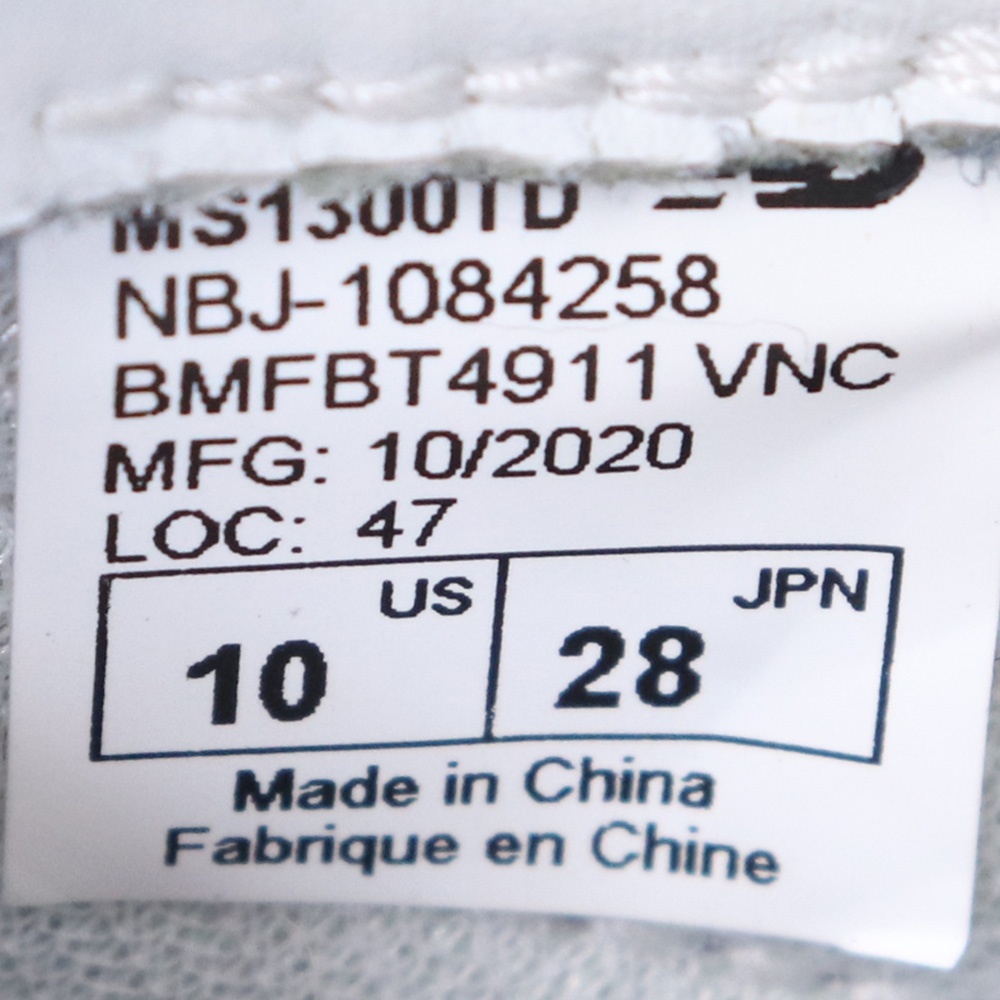 MS1300TD
NBJ-1084258
BMFBT4911 VNC
MFG: 10/2020
LOC: 47
US JPN
10 28
Made in China
Fabrique en Chine